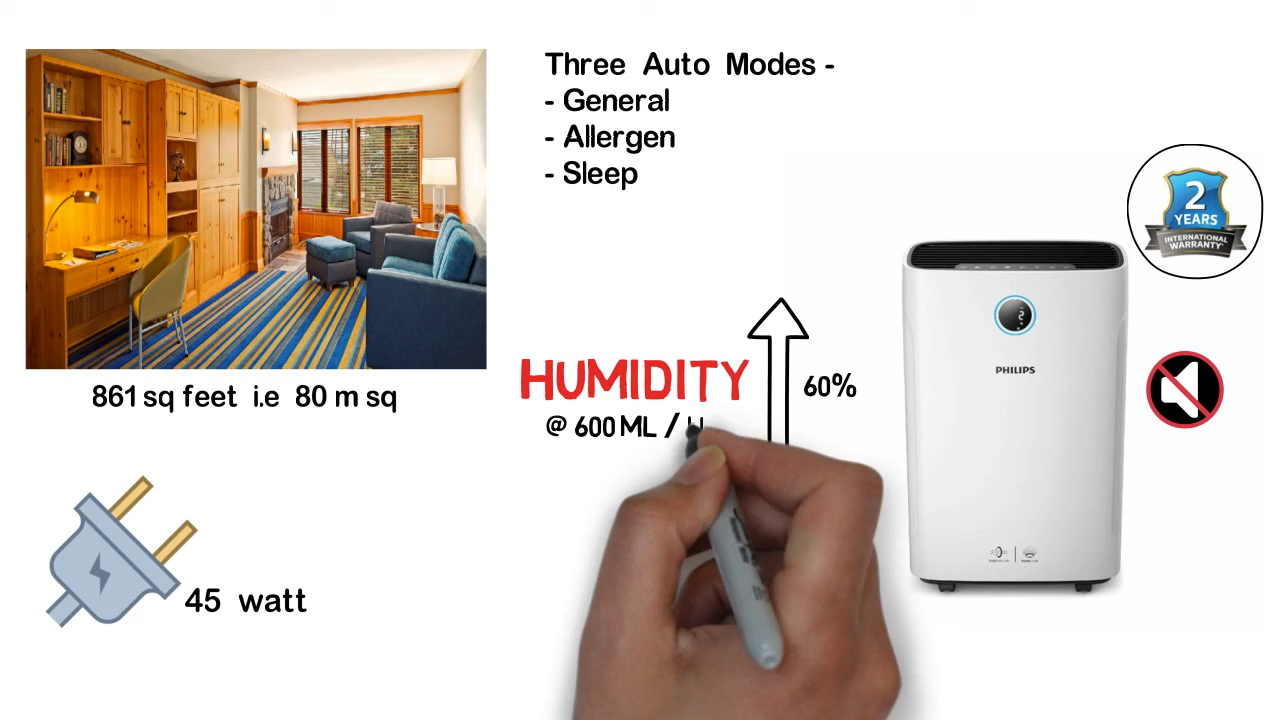 Three Auto Modes -
- General
- Allergen
- Sleep
861 sq feet i.e 80 m sq
HUMIDITY
@ 600 ML /
60%
45 watt
2
YEARS
INTERNATIONAL
WARRANTY*
PHILIPS